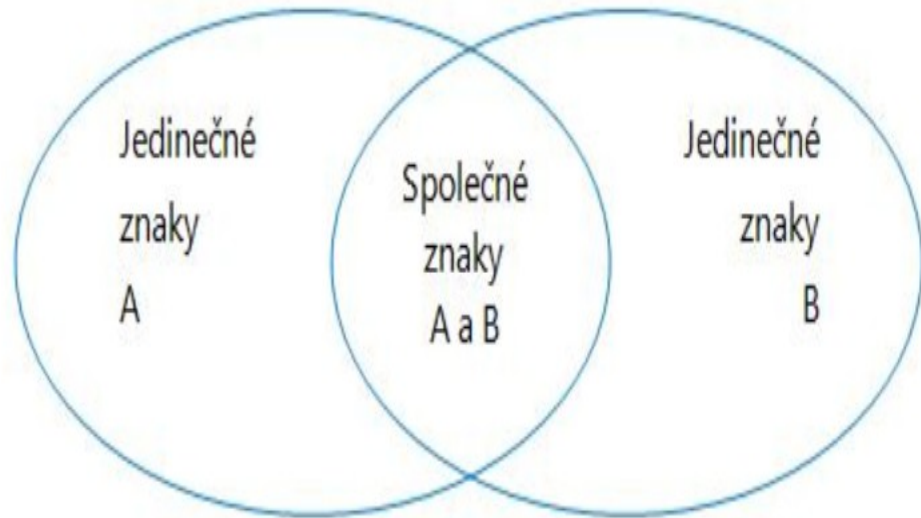 Jedinečné
znaky
A
Společné
znaky
A a B
Jedinečné
znaky
B